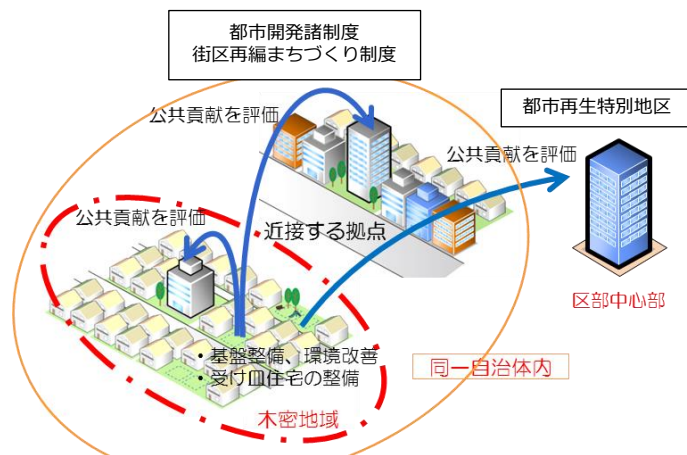 都市開発諸制度
街区再編まちづくり制度
都市再生特別地区
公共貢献を評価
公共貢献を評価
公共貢献を評価
近接する拠点
区部中心部
・基盤整備、環境改善
・受け皿住宅の整備
同一自治体内
木密地域